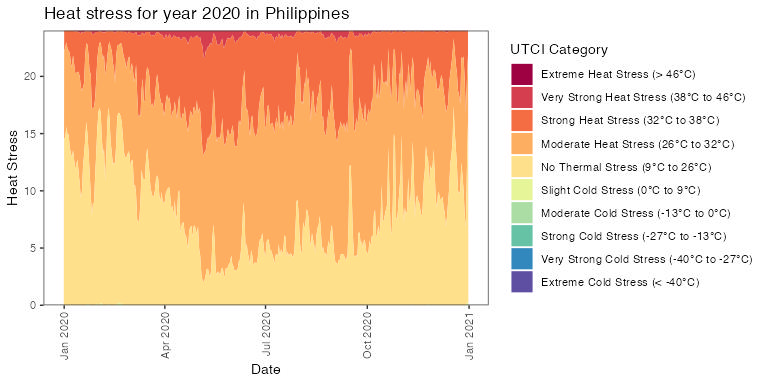 Heat stress for year 2020 in Philippines
Heat Stress
20
15
10
5
0
Jan 2020
Apr 2020
Jul 2020
Oct 2020
Jan 2021
Date
UTCI Category
Extreme Heat Stress (> 46°C)
Very Strong Heat Stress (38°C to 46°C)
Strong Heat Stress (32°C to 38°C)
Moderate Heat Stress (26°C to 32°C)
No Thermal Stress (9°C to 26°C)
Slight Cold Stress (0°C to 9°C)
Moderate Cold Stress (-13°C to 0°C)
Strong Cold Stress (-27°C to -13°C)
Very Strong Cold Stress (-40°C to -27°C)
Extreme Cold Stress (< -40°C)